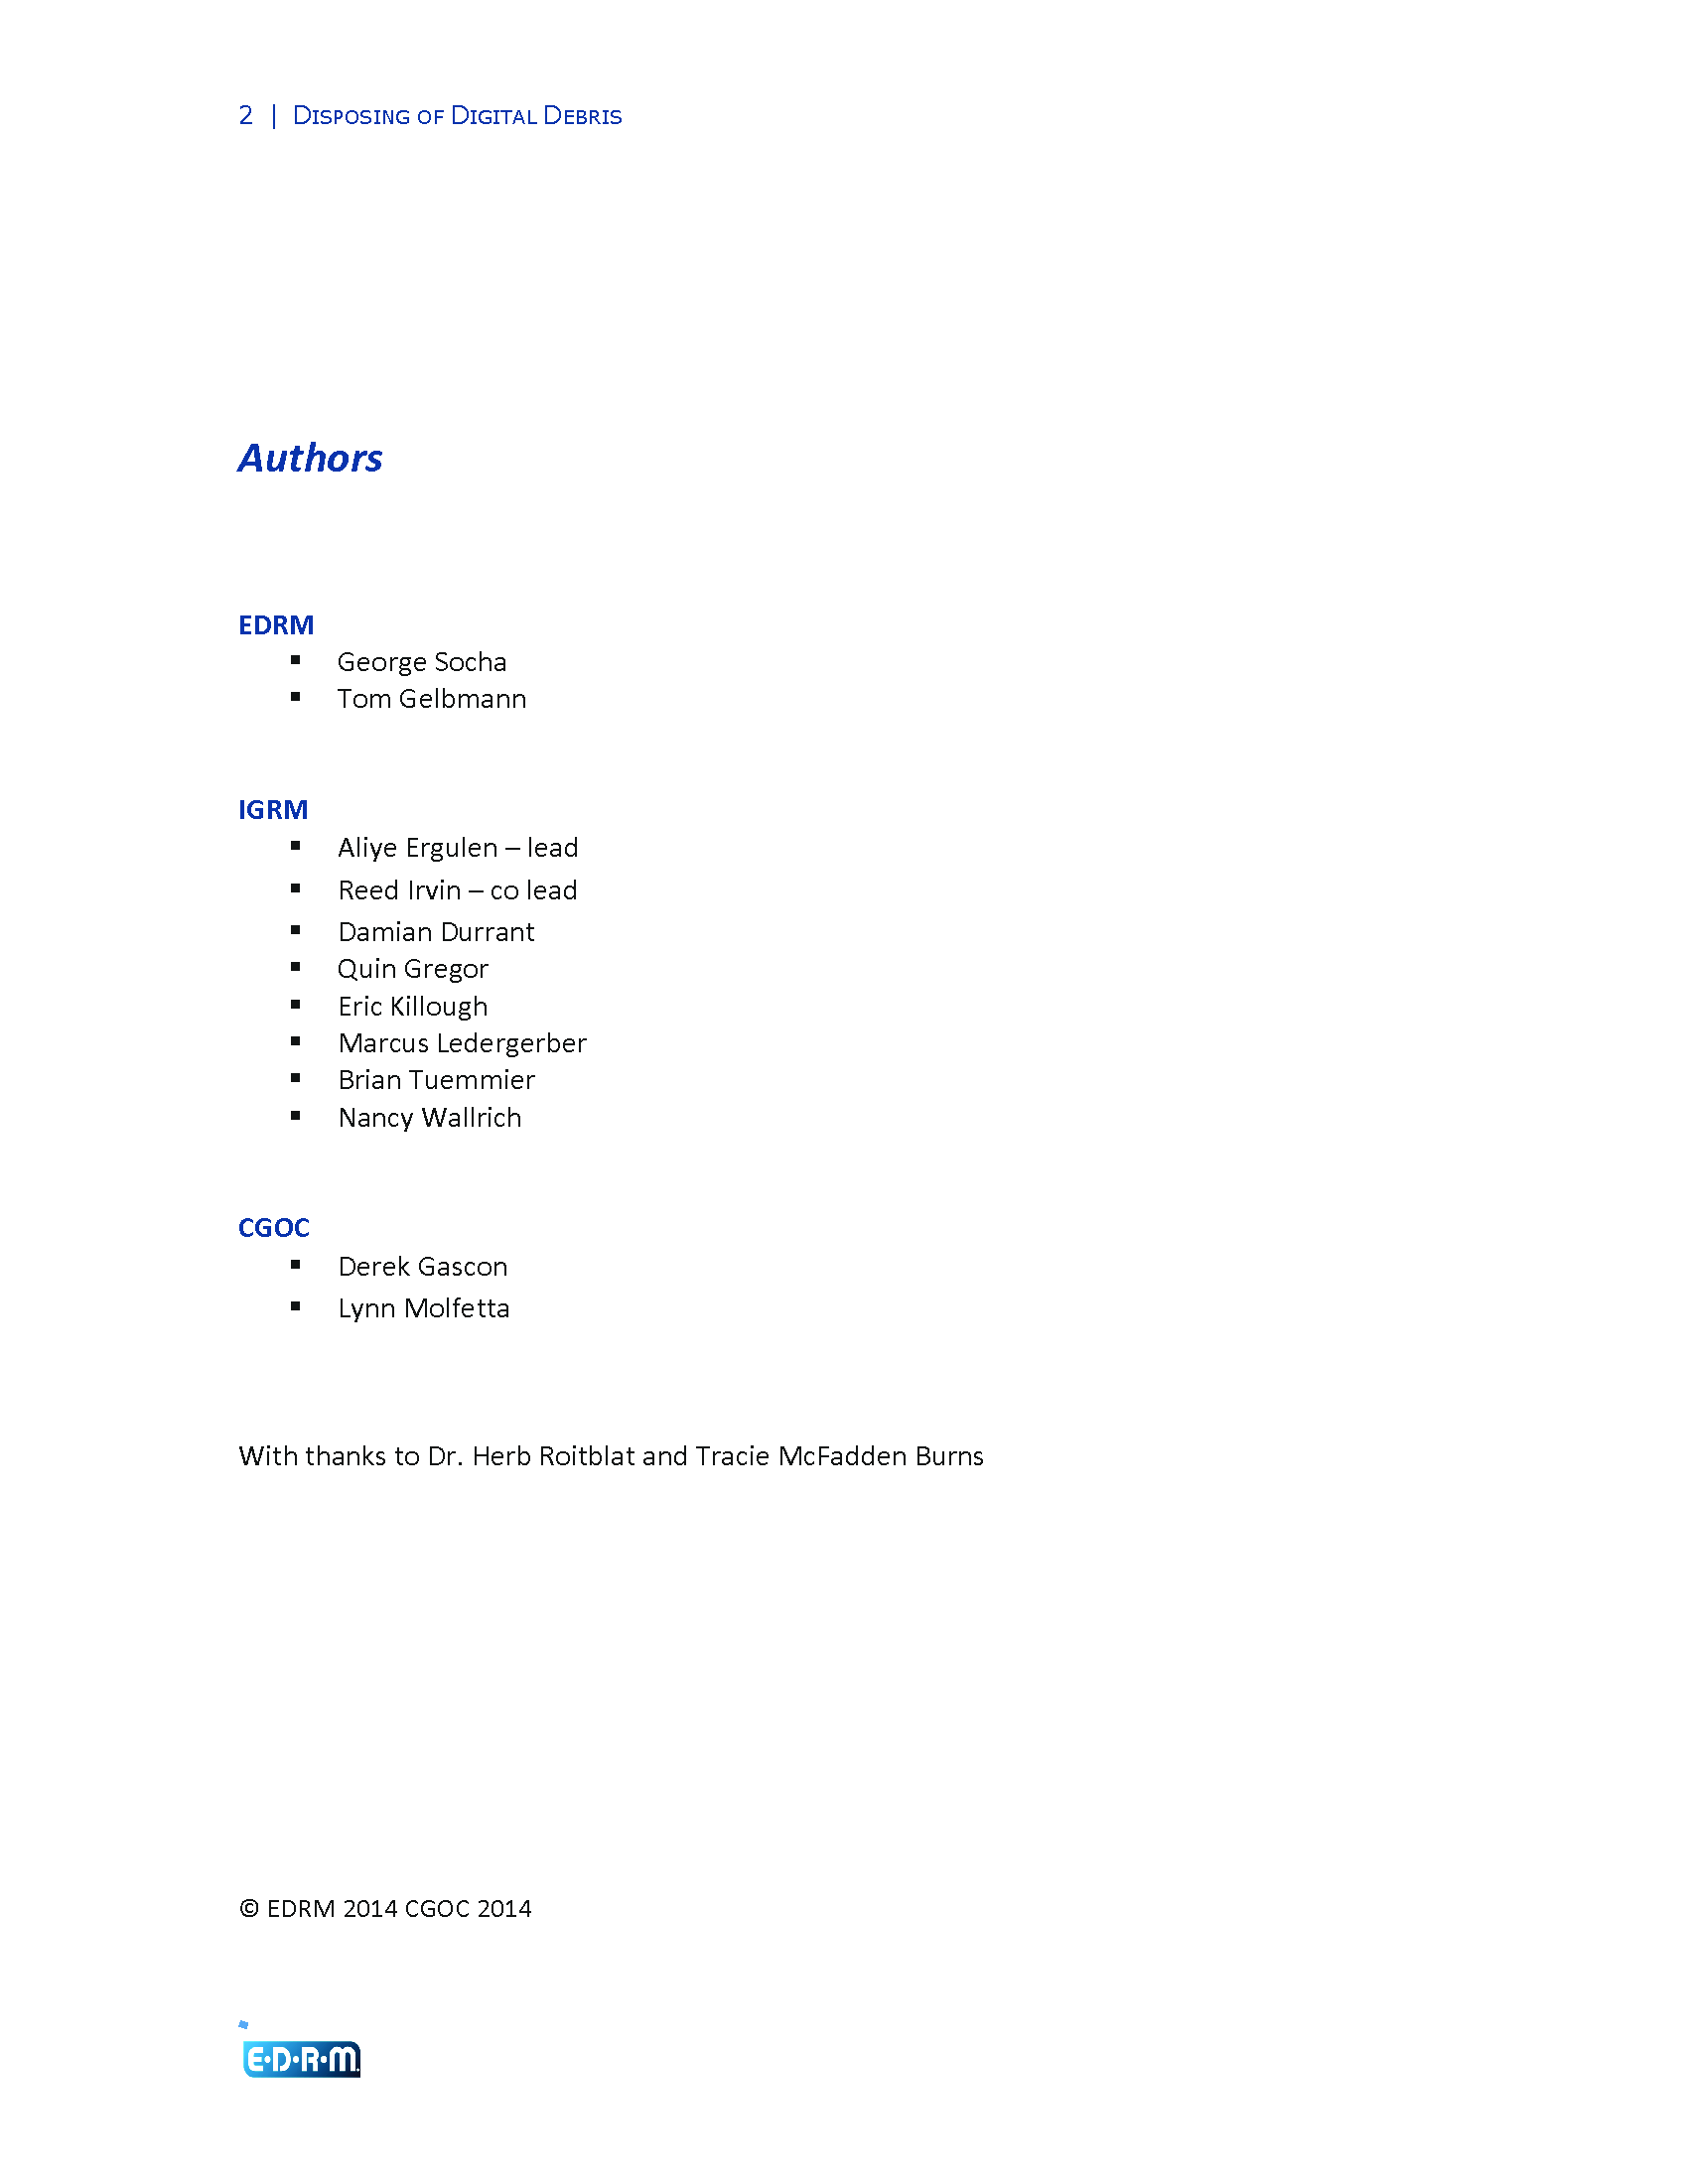 2 | DISPOSING OF DIGITAL DEBRIS
Authors
EDRM
▪ George Socha
▪ Tom Gelbmann
IGRM
▪ Aliye Ergulen – lead
▪ Reed Irvin – co lead
▪ Damian Durrant
▪ Quin Gregor
▪ Eric Killough
▪ Marcus Ledergerber
▪ Brian Tuemmier
▪ Nancy Wallrich
CGOC
▪ Derek Gascon
▪ Lynn Molfetta
With thanks to Dr. Herb Roitblat and Tracie McFadden Burns
© EDRM 2014 CGOC 2014
E·D·R·M